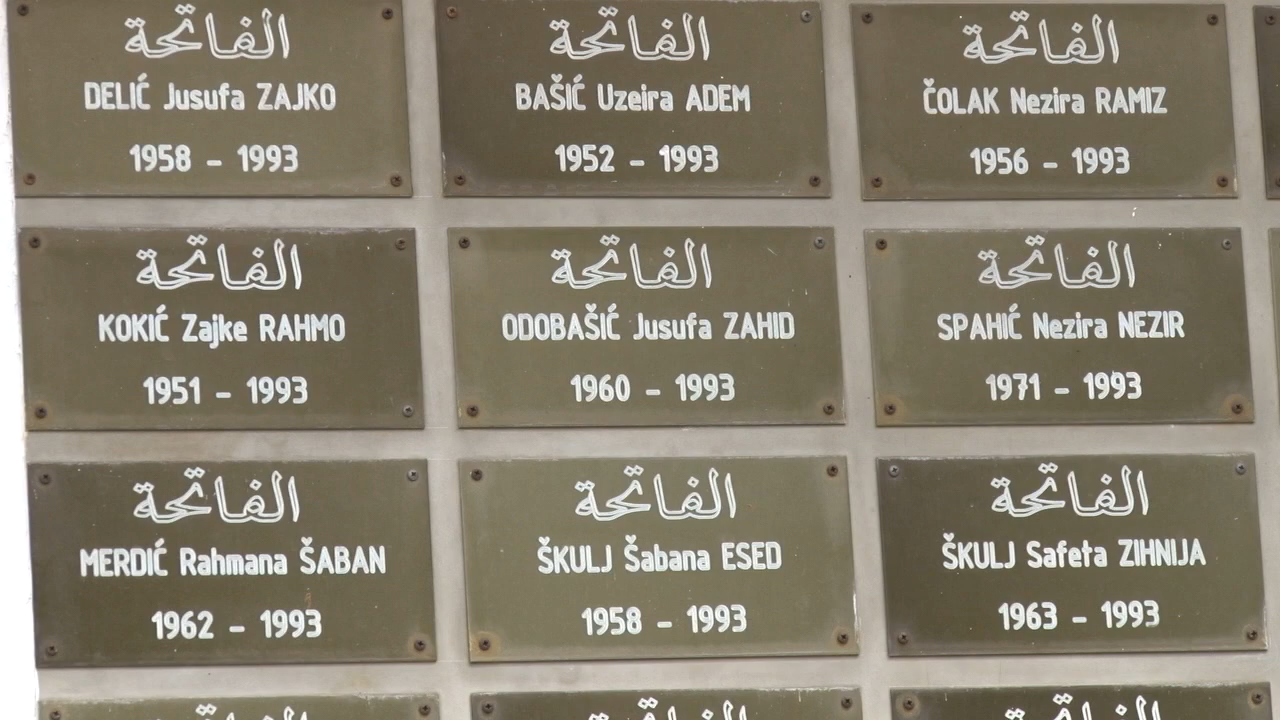 الفاتحة
DELIĆ Jusufa ZAJKO
1958 - 1993
الفاتحة
BAŠIĆ Uzeira ADEM
1952 - 1993
الفاتحة
ČOLAK Nezira RAMIZ
1956 - 1993
الفاتحة
KOKIĆ Zajke RAHMO
1951 - 1993
الفاتحة
ODOBAŠIĆ Jusufa ZAHID
1960 - 1993
الفاتحة
SPAHIĆ Nezira NEZIR
1971 - 1993
الفاتحة
MERDIĆ Rahmana ŠABAN
1962 - 1993
الفاتحة
ŠKULJ Šabana ESED
1958 - 1993
الفاتحة
ŠKULJ Safeta ZIHNIJA
1963 - 1993